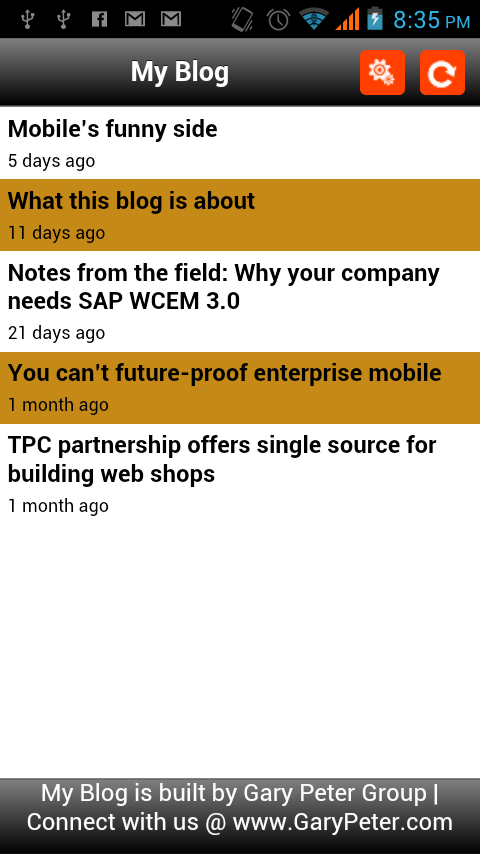 8:35 PM
My Blog
Mobile's funny side
5 days ago
What this blog is about
11 days ago
Notes from the field: Why your company
needs SAP WCEM 3.0
21 days ago
You can't future-proof enterprise mobile
1 month ago
TPC partnership offers single source for
building web shops
1 month ago
My Blog is built by Gary Peter Group |
Connect with us @ www.GaryPeter.com